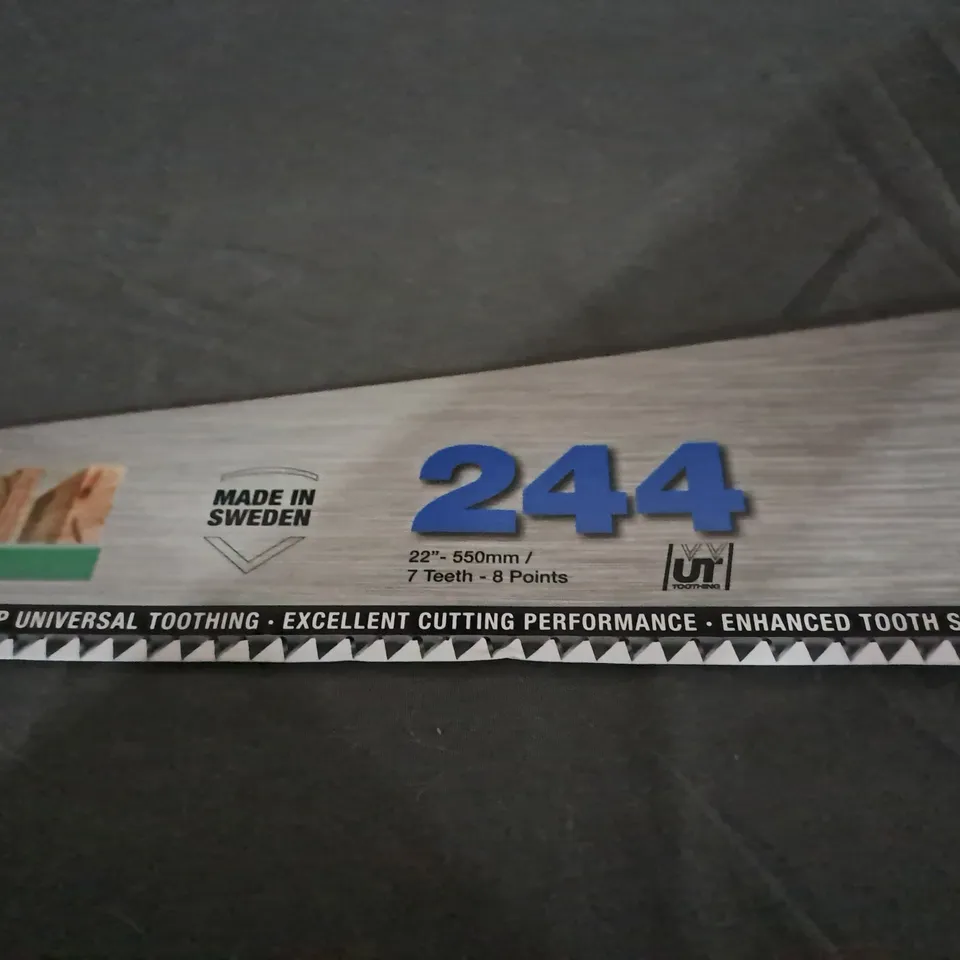 MADE IN
SWEDEN
244
22”- 550mm /
7 Teeth - 8 Points
UT
TOOTHING
P UNIVERSAL TOOTHING · EXCELLENT CUTTING PERFORMANCE · ENHANCED TOOTH S